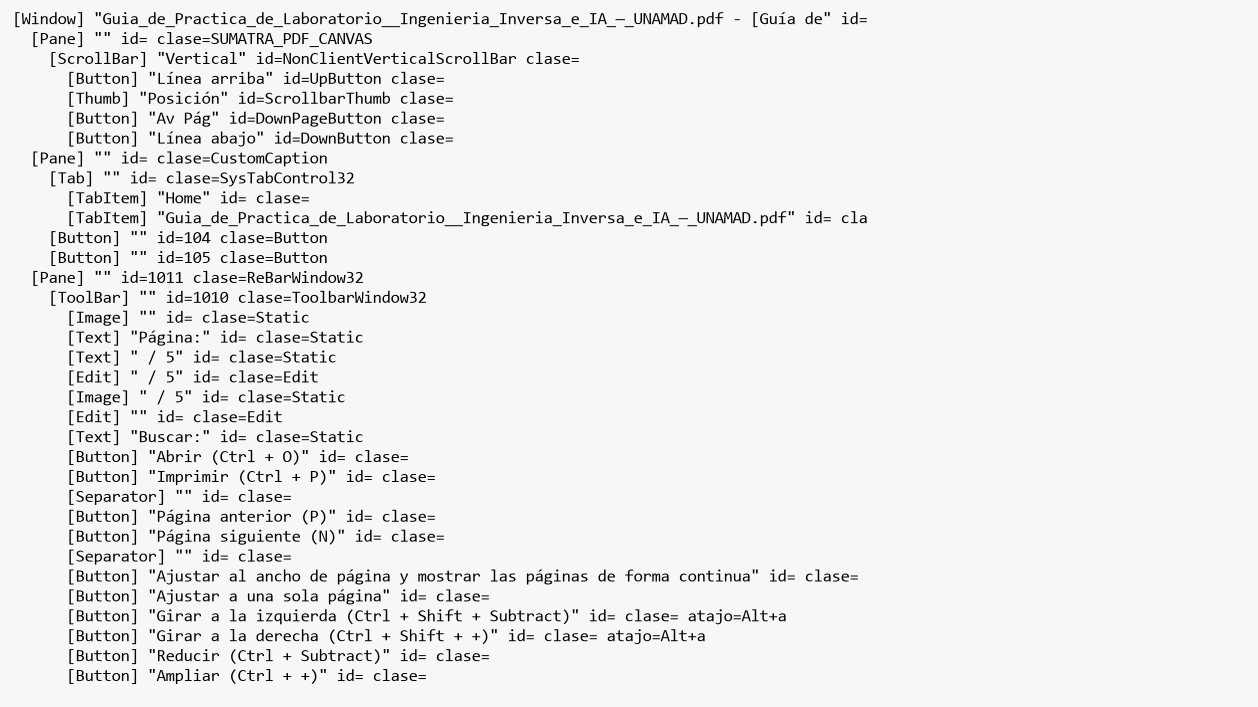 [Window] "Guia_de_Practica_de_Laboratorio__Ingenieria_Inversa_e_IA_—_UNAMAD.pdf - [Guía de" id=
[Pane] "" id= clase=SUMATRA_PDF_CANVAS
[ScrollBar] "Vertical" id=NonClientVerticalScrollBar clase=
[Button] "Línea arriba" id=UpButton clase=
[Thumb] "Posición" id=ScrollbarThumb clase=
[Button] "Av Pág" id=DownPageButton clase=
[Button] "Línea abajo" id=DownButton clase=
[Pane] "" id= clase=CustomCaption
[Tab] "" id= clase=SysTabControl32
[TabItem] "Home" id= clase=
[TabItem] "Guia_de_Practica_de_Laboratorio__Ingenieria_Inversa_e_IA_—_UNAMAD.pdf" id= cla
[Button] "" id=104 clase=Button
[Button] "" id=105 clase=Button
[Pane] "" id=1011 clase=ReBarWindow32
[ToolBar] "" id=1010 clase=ToolbarWindow32
[Image] "" id= clase=Static
[Text] "Página:" id= clase=Static
[Text] " / 5" id= clase=Static
[Edit] " / 5" id= clase=Edit
[Image] " / 5" id= clase=Static
[Edit] "" id= clase=Edit
[Text] "Buscar:" id= clase=Static
[Button] "Abrir (Ctrl + O)" id= clase=
[Button] "Imprimir (Ctrl + P)" id= clase=
[Separator] "" id= clase=
[Button] "Página anterior (P)" id= clase=
[Button] "Página siguiente (N)" id= clase=
[Separator] "" id= clase=
[Button] "Ajustar al ancho de página y mostrar las páginas de forma continua" id= clase=
[Button] "Ajustar a una sola página" id= clase=
[Button] "Girar a la izquierda (Ctrl + Shift + Subtract)" id= clase= atajo=Alt+a
[Button] "Girar a la derecha (Ctrl + Shift + +)" id= clase= atajo=Alt+a
[Button] "Reducir (Ctrl + Subtract)" id= clase=
[Button] "Ampliar (Ctrl + +)" id= clase=